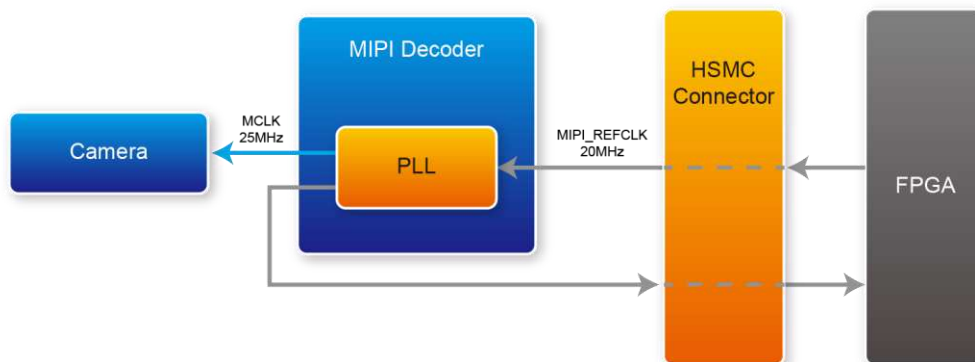 MIPI Decoder
HSMC
Connector
MCLK
25MHz
MIPI_REFCLK
20MHz
Camera
PLL
FPGA